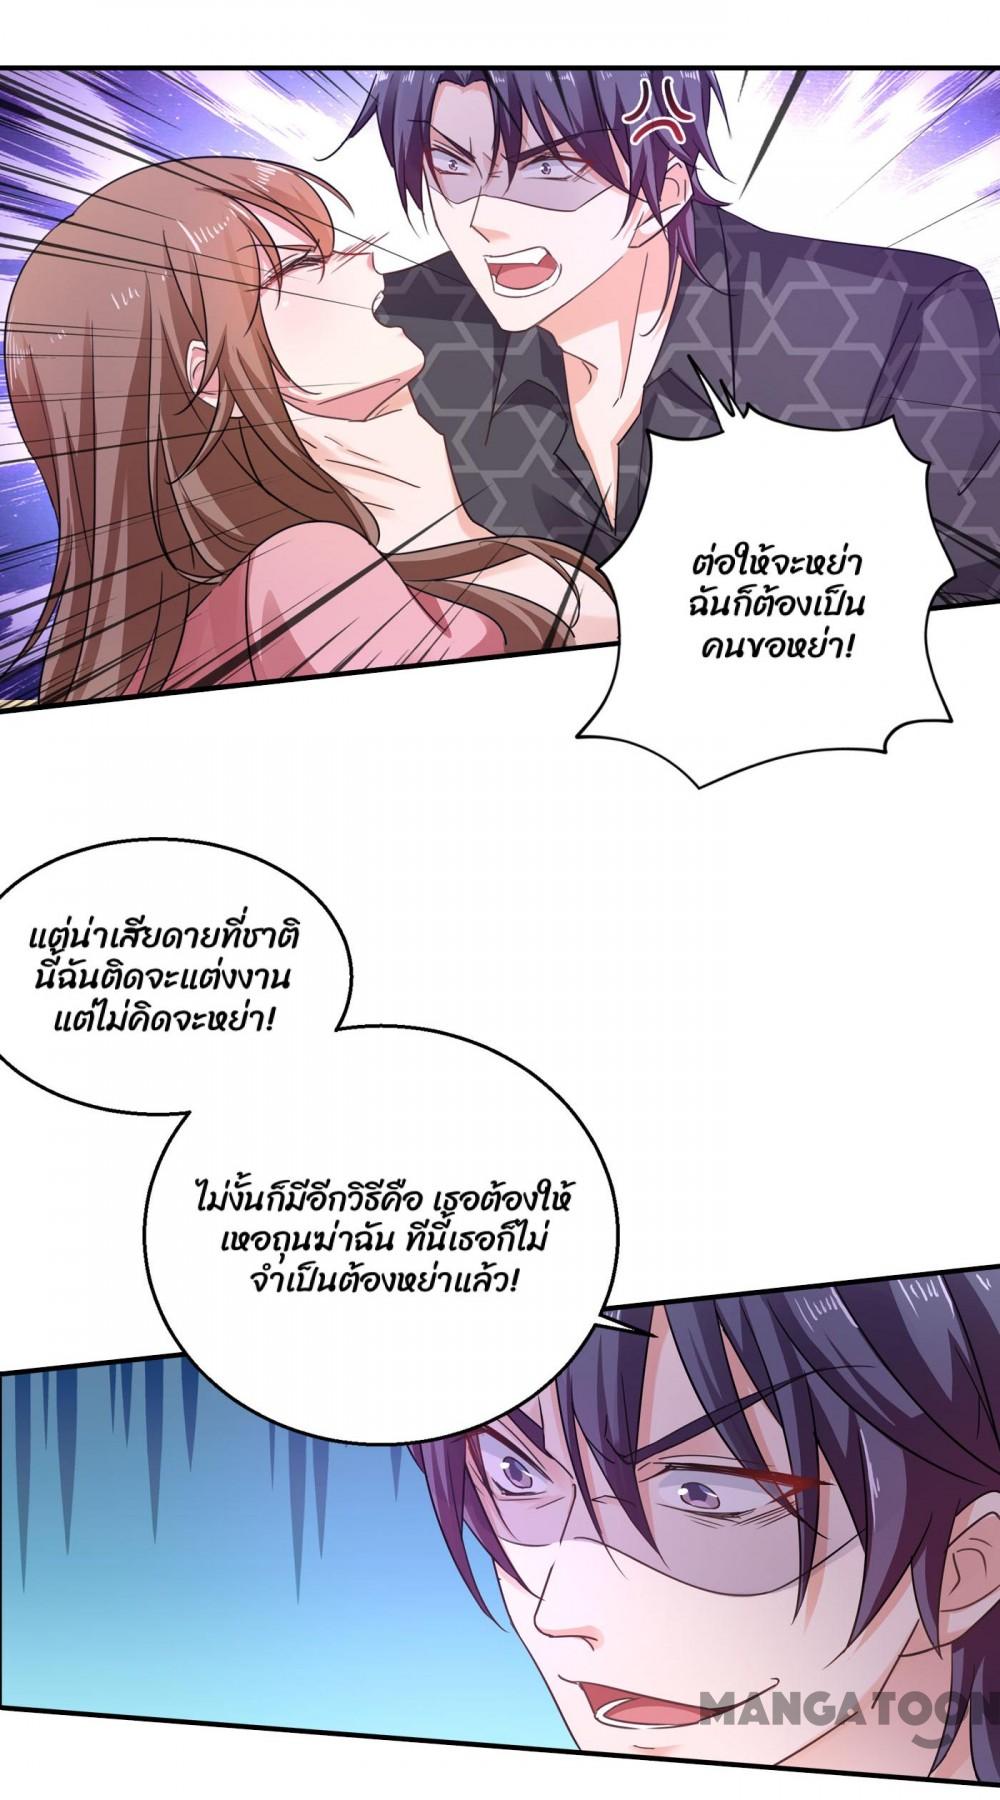 ต่อให้จะหย่า
ฉันก็ต้องเป็น
คนขอหย่า!
แต่น่าเสียดายที่ชาติ
นี้ฉันติดจะแต่งงาน
แต่ไม่คิดจะหย่า!
ไม่งั้นก็มีอีกวิธีคือ เธอต้องให้
เหอถุนฆ่าฉัน ทีนี้เธอก็ไม่
จำเป็นต้องหย่าแล้ว!
MANGATOON